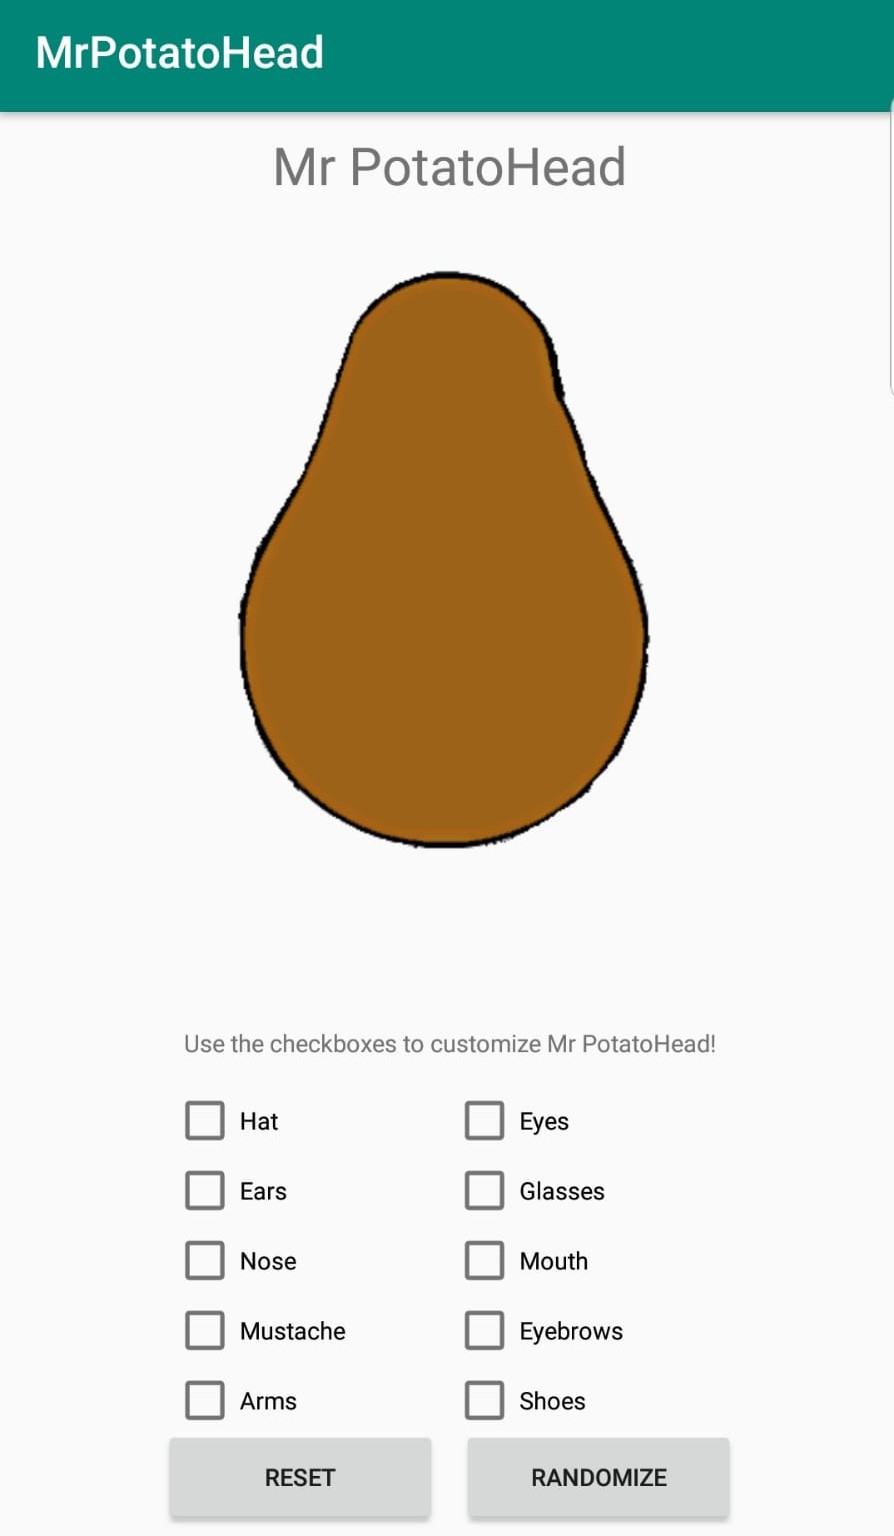 MrPotatoHead
Mr PotatoHead
Use the checkboxes to customize Mr PotatoHead!
Hat
Eyes
Ears
Glasses
Nose
Mouth
Mustache
Eyebrows
Arms
Shoes
RESET
RANDOMIZE